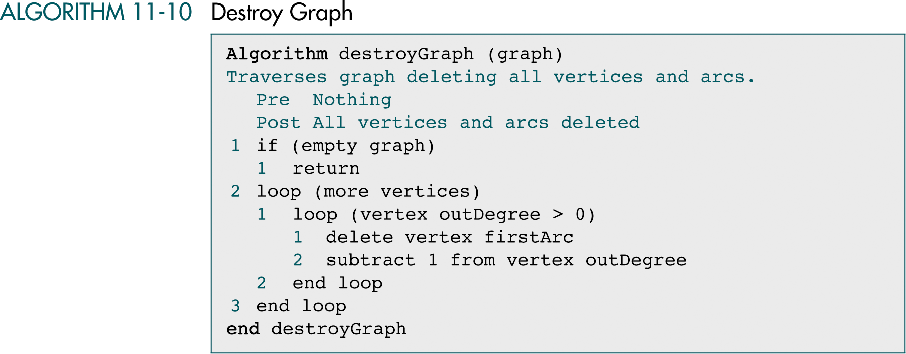 ALGORITHM 11-10 Destroy Graph
Algorithm destroyGraph (graph)
Traverses graph deleting all vertices and arcs.
Pre Nothing
Post All vertices and arcs deleted
1 if (empty graph)
1 return
2 loop (more vertices)
1 loop (vertex outDegree > 0)
1 delete vertex firstArc
2 subtract 1 from vertex outDegree
2 end loop
3 end loop
end destroyGraph